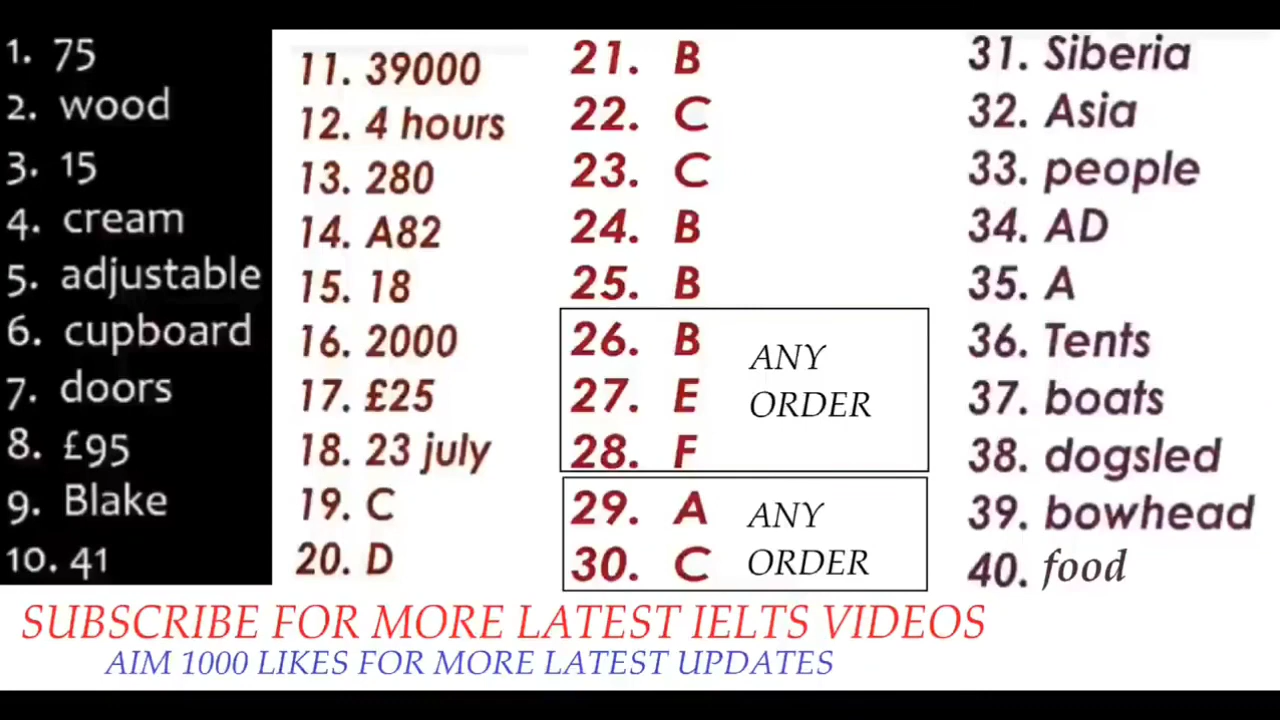 1. 75
2. wood
3. 15
4. cream
5. adjustable
6. cupboard
7. doors
8. £95
9. Blake
10. 41
11. 39000
12. 4 hours
13. 280
14. A82
15. 18
16. 2000
17. £25
18. 23 july
19. C
20. D
21. B
22. C
23. C
24. B
25. B
26. B
27. E
28. F
ANY
ORDER
29. A
30. C
ANY
ORDER
31. Siberia
32. Asia
33. people
34. AD
35. A
36. Tents
37. boats
38. dogsled
39. bowhead
40. food
SUBSCRIBE FOR MORE LATEST IELTS VIDEOS
AIM 1000 LIKES FOR MORE LATEST UPDATES